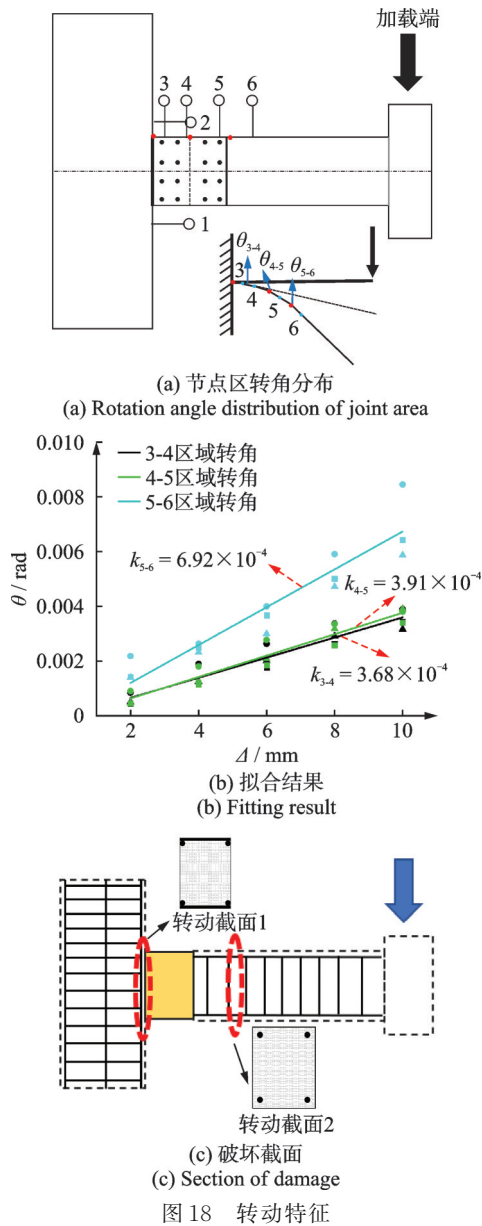 加载端
3 4 5 6
2
1
θ3-4
θ4-5
θ5-6
3
4
5
6
(a) 节点区转角分布
(a) Rotation angle distribution of joint area
0.010
0.008
0.006
0.004
0.002
0
θ / rad
3-4区域转角
4-5区域转角
5-6区域转角
k5-6 = 6.92×10⁻⁴
k4-5 = 3.91×10⁻⁴
k3-4 = 3.68×10⁻⁴
2 4 6 8 10
Δ / mm
(b) 拟合结果
(b) Fitting result
转动截面1
转动截面2
(c) 破坏截面
(c) Section of damage
图18 转动特征